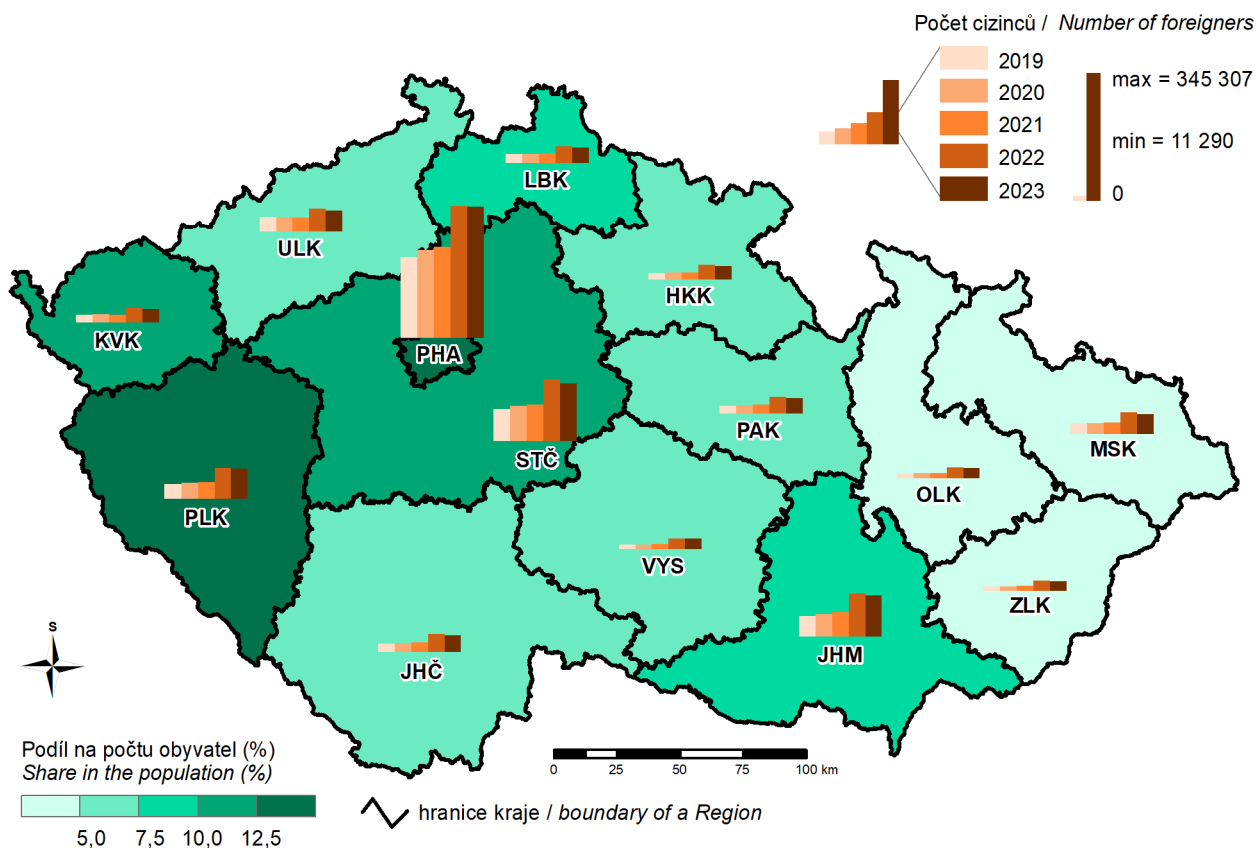 Počet cizinců / Number of foreigners
2019
2020
2021
2022
2023
max = 345 307
min = 11 290
0
LBK
ULK
HKK
KVK
PHA
STČ
PAK
MSK
OLK
PLK
VYS
ZLK
JHČ
JHM
S
Podíl na počtu obyvatel (%)
Share in the population (%)
5,0 7,5 10,0 12,5
0 25 50 75 100 km
hranice kraje / boundary of a Region